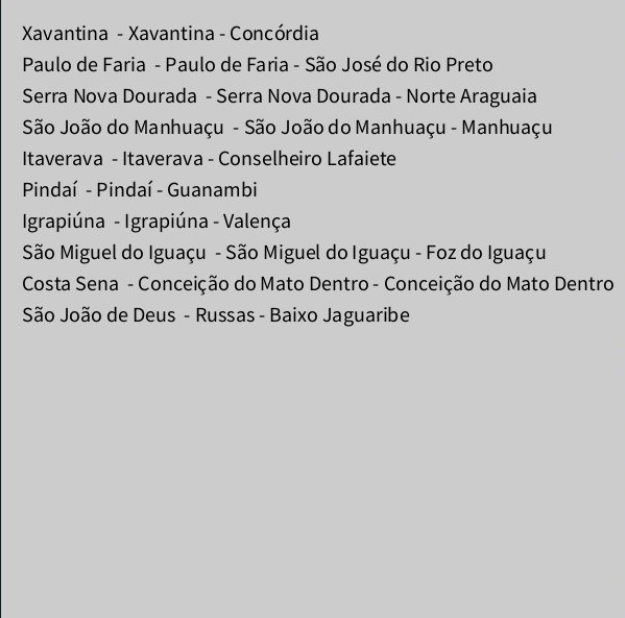 Xavantina  - Xavantina - Concórdia
Paulo de Faria  - Paulo de Faria - São José do Rio Preto
Serra Nova Dourada  - Serra Nova Dourada - Norte Araguaia
São João do Manhuaçu  - São João do Manhuaçu - Manhuaçu
Itaverava  - Itaverava - Conselheiro Lafaiete
Pindaí  - Pindaí - Guanambi
Igrapiúna  - Igrapiúna - Valença
São Miguel do Iguaçu  - São Miguel do Iguaçu - Foz do Iguaçu
Costa Sena  - Conceição do Mato Dentro - Conceição do Mato Dentro
São João de Deus  - Russas - Baixo Jaguaribe